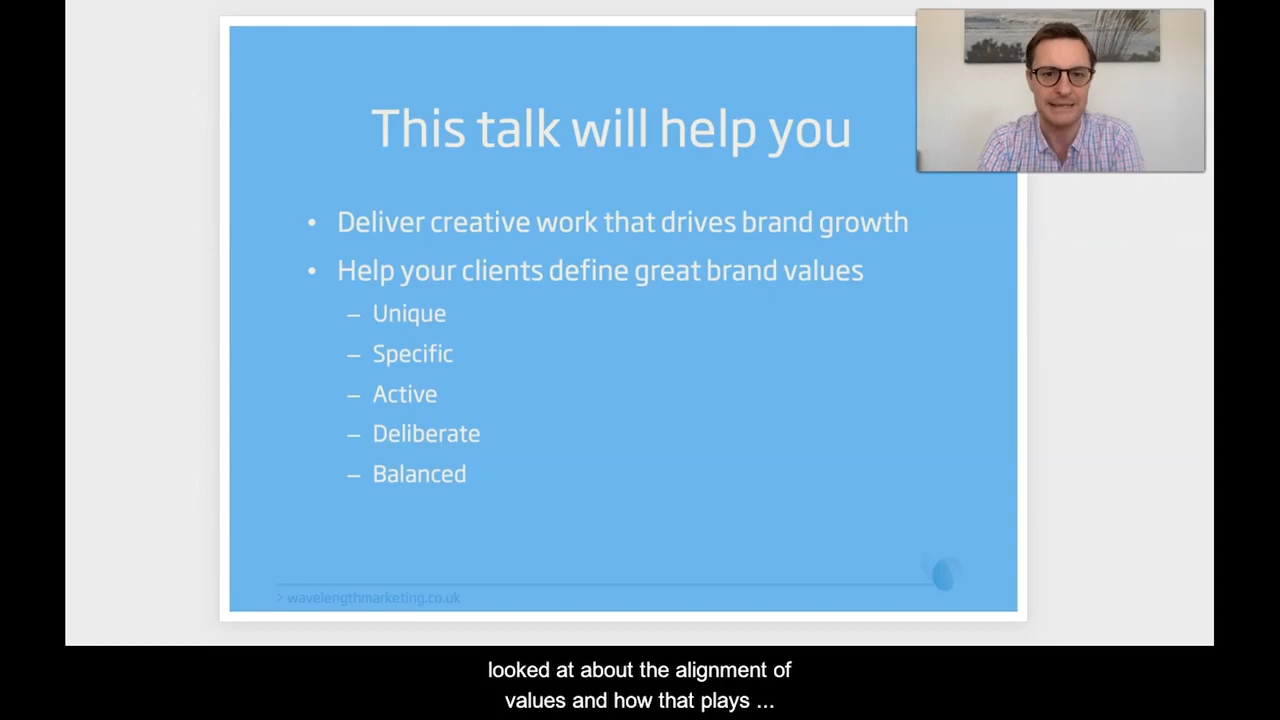 This talk will help you
• Deliver creative work that drives brand growth
• Help your clients define great brand values
– Unique
– Specific
– Active
– Deliberate
– Balanced
> wavelengthmarketing.co.uk
looked at about the alignment of
values and how that plays ...